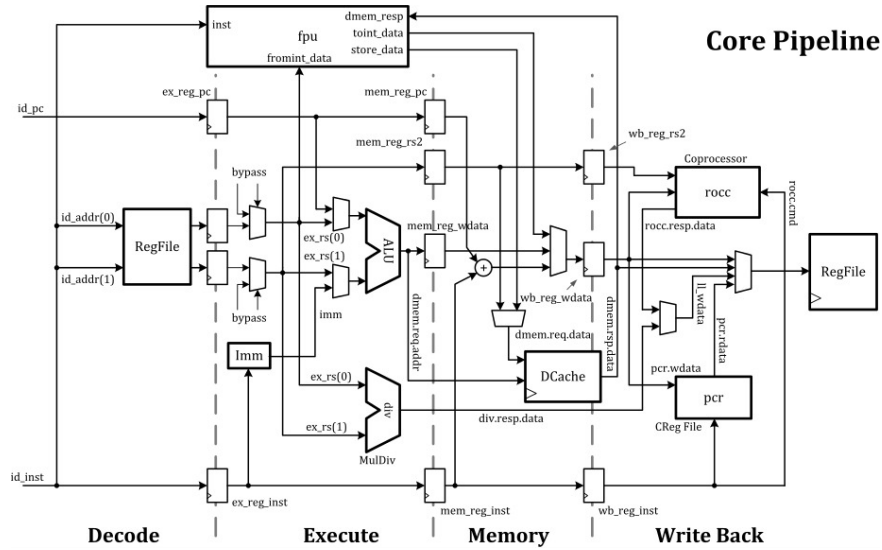 Core Pipeline
inst
fpu
dmem_resp
toint_data
store_data
fromint_data
id_pc
ex_reg_pc
mem_reg_pc
mem_reg_rs2
wb_reg_rs2
Coprocessor
rocc
rocc.cmd
rocc.resp.data
bypass
id_addr(0)
RegFile
id_addr(1)
bypass
ex_rs(0)
ex_rs(1)
ALU
imm
mem_reg_wdata
+
wb_reg_wdata
dmem.req.addr
dmem.req.data
dmem.rsp.data
ll_wdata
pcr.rdata
RegFile
Imm
ex_rs(0)
ex_rs(1)
div
MulDiv
DCache
div.resp.data
pcr.wdata
pcr
CReg File
id_inst
ex_reg_inst
mem_reg_inst
wb_reg_inst
Decode
Execute
Memory
Write Back